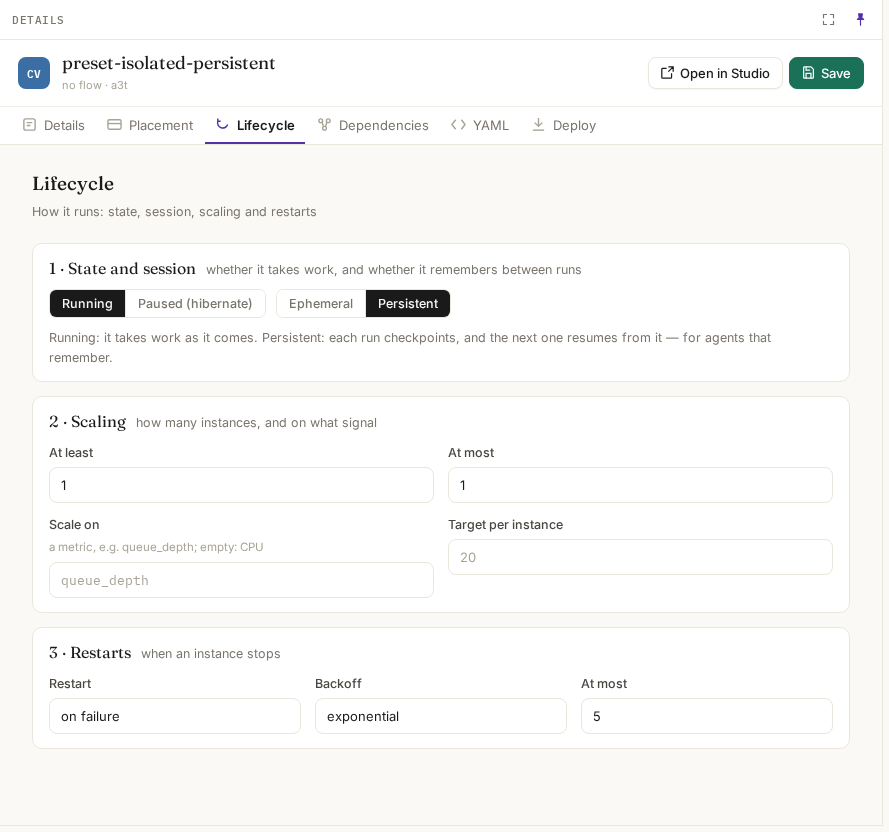 DETAILS
CV
preset-isolated-persistent
no flow · a3t
Open in Studio
Save
Details
Placement
Lifecycle
Dependencies
YAML
Deploy
Lifecycle
How it runs: state, session, scaling and restarts
1 · State and session whether it takes work, and whether it remembers between runs
Running
Paused (hibernate)
Ephemeral
Persistent
Running: it takes work as it comes. Persistent: each run checkpoints, and the next one resumes from it — for agents that
remember.
2 · Scaling how many instances, and on what signal
At least
At most
1
1
Scale on
Target per instance
a metric, e.g. queue_depth; empty: CPU
20
queue_depth
3 · Restarts when an instance stops
Restart
Backoff
At most
on failure
exponential
5